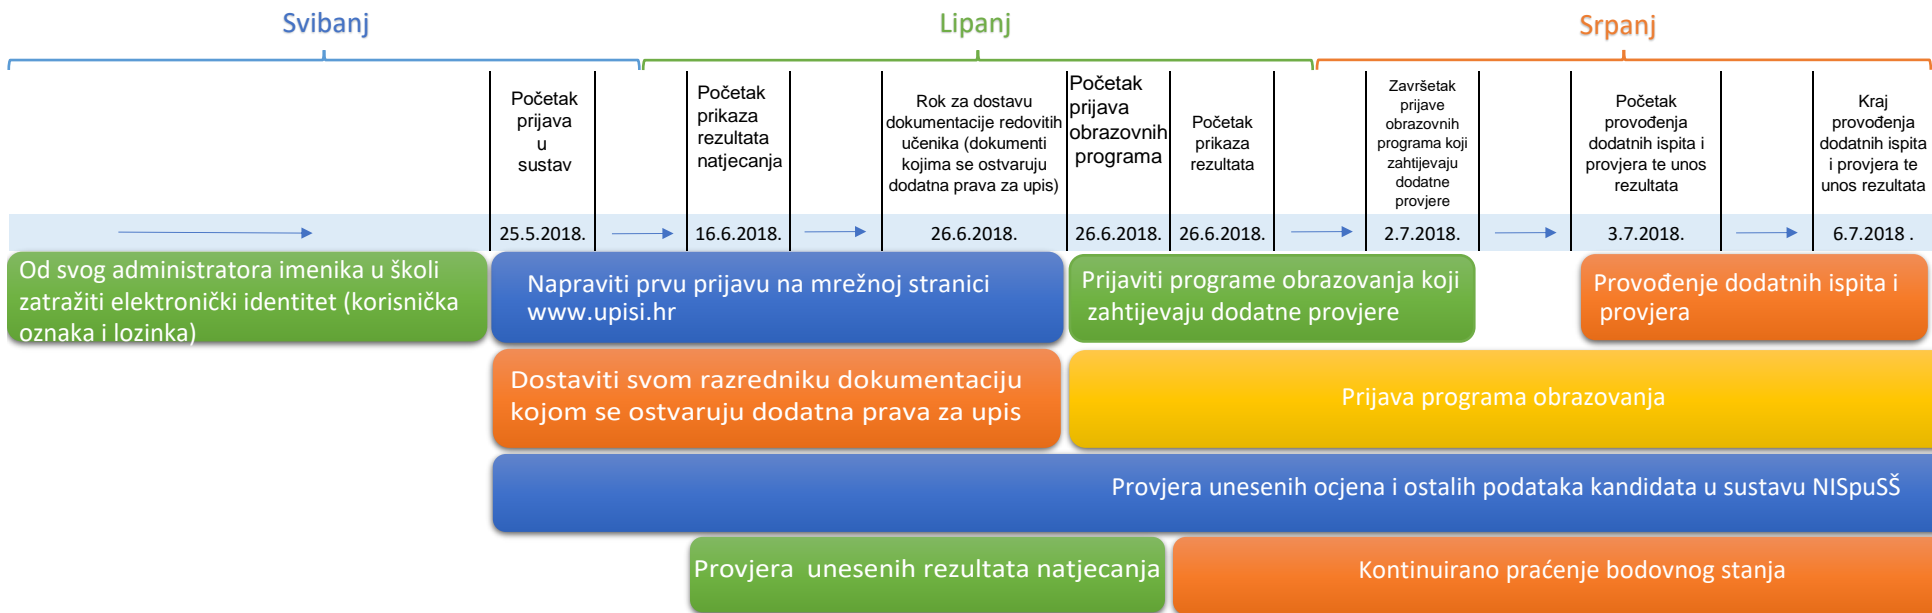 Svibanj
Lipanj
Srpanj
Početak
prijava
u
sustav
Početak
prikaza
rezultata
natjecanja
Rok za dostavu
dokumentacije redovitih
učenika (dokumenti
kojima se ostvaruju
dodatna prava za upis)
Početak
prijava
obrazovnih
programa
Početak
prikaza
rezultata
Završetak
prijave
obrazovnih
programa koji
zahtijevaju
dodatne
provjere
Početak
provođenja
dodatnih ispita i
provjera te unos
rezultata
Kraj
provođenja
dodatnih ispita
i provjera te
unos rezultata
25.5.2018.
16.6.2018.
26.6.2018.
26.6.2018.
26.6.2018.
2.7.2018.
3.7.2018.
6.7.2018 .
Od svog administratora imenika u školi
zatražiti elektronički identitet (korisnička
oznaka i lozinka)
Napraviti prvu prijavu na mrežnoj stranici
www.upisi.hr
Prijaviti programe obrazovanja koji
zahtijevaju dodatne provjere
Provođenje dodatnih ispita i
provjera
Dostaviti svom razredniku dokumentaciju
kojom se ostvaruju dodatna prava za upis
Prijava programa obrazovanja
Provjera unesenih ocjena i ostalih podataka kandidata u sustavu NISpuSŠ
Provjera  unesenih rezultata natjecanja
Kontinuirano praćenje bodovnog stanja